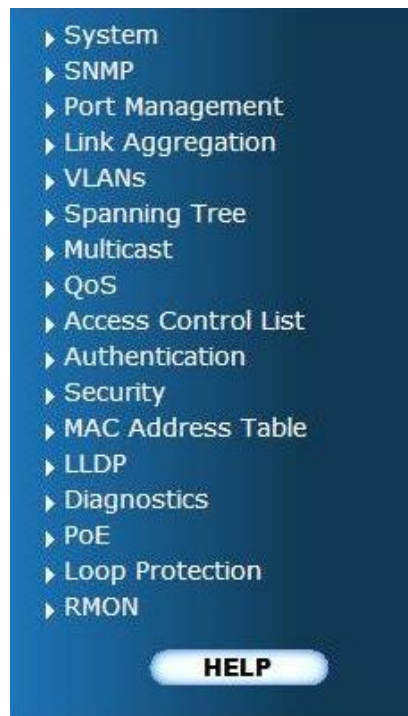 System
SNMP
Port Management
Link Aggregation
VLANs
Spanning Tree
Multicast
QoS
Access Control List
Authentication
Security
MAC Address Table
LLDP
Diagnostics
PoE
Loop Protection
RMON
HELP